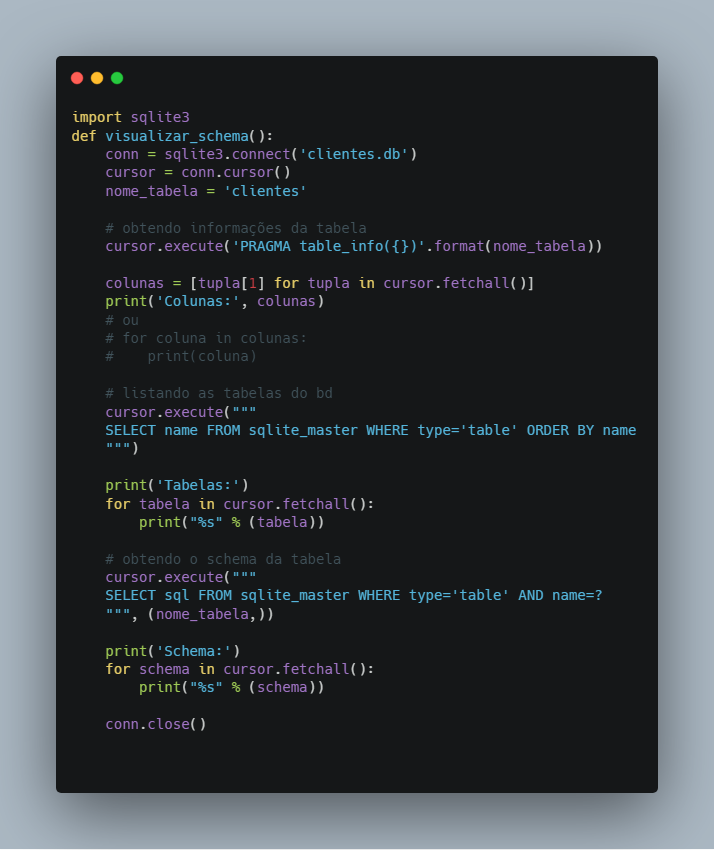 import sqlite3
def visualizar_schema():
    conn = sqlite3.connect('clientes.db')
    cursor = conn.cursor()
    nome_tabela = 'clientes'

    # obtendo informações da tabela
    cursor.execute('PRAGMA table_info({})'.format(nome_tabela))

    colunas = [tupla[1] for tupla in cursor.fetchall()]
    print('Colunas:', colunas)
    # ou
    # for coluna in colunas:
    #    print(coluna)

    # listando as tabelas do bd
    cursor.execute("""
    SELECT name FROM sqlite_master WHERE type='table' ORDER BY name
    """)

    print('Tabelas:')
    for tabela in cursor.fetchall():
        print("%s" % (tabela))

    # obtendo o schema da tabela
    cursor.execute("""
    SELECT sql FROM sqlite_master WHERE type='table' AND name=?
    """, (nome_tabela,))

    print('Schema:')
    for schema in cursor.fetchall():
        print("%s" % (schema))

    conn.close()